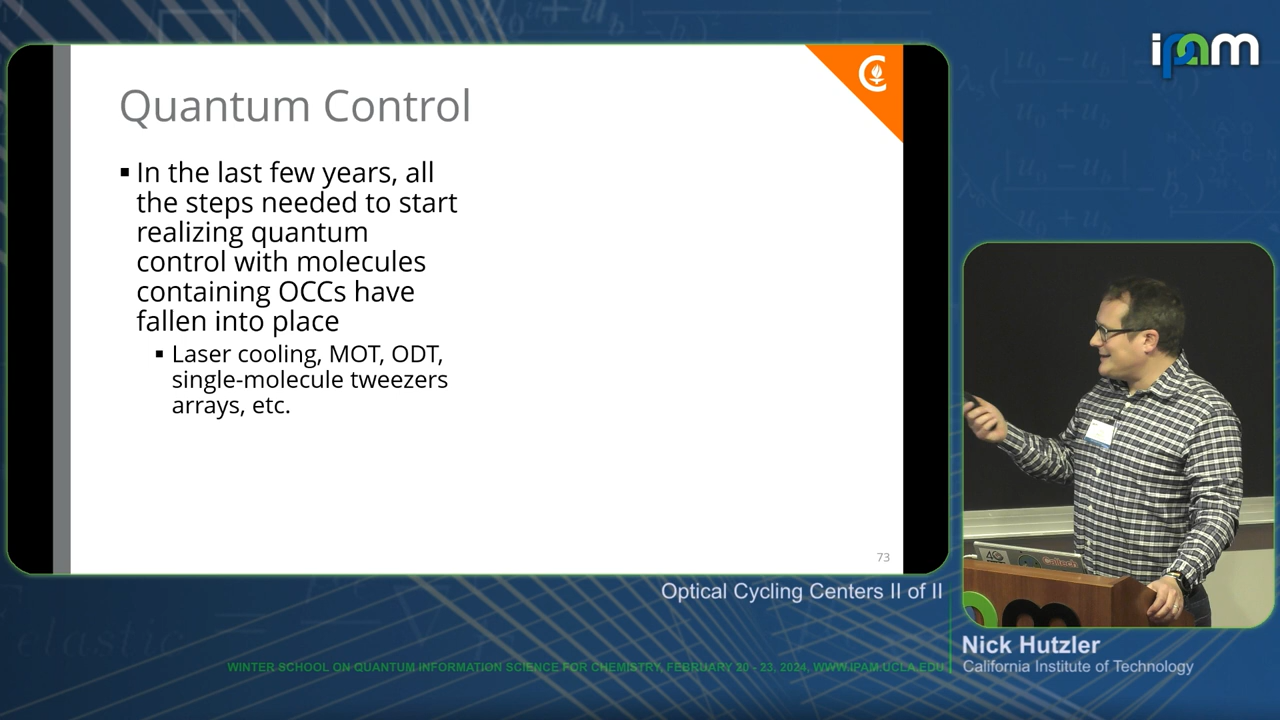 ipam
Quantum Control
▪ In the last few years, all
the steps needed to start
realizing quantum
control with molecules
containing OCCs have
fallen into place
▪ Laser cooling, MOT, ODT,
single-molecule tweezers
arrays, etc.
73
Optical Cycling Centers II of II
Nick Hutzler
California Institute of Technology
WINTER SCHOOL ON QUANTUM INFORMATION SCIENCE FOR CHEMISTRY, FEBRUARY 20 - 23, 2024, WWW.IPAM.UCLA.EDU
Caltech
elastic